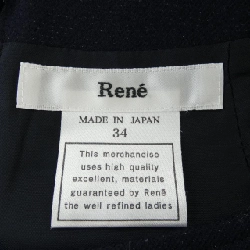 René
MADE IN JAPAN
34
This merchandise
uses high quality
excellent, materials
guaranteed by René
the well refined ladies